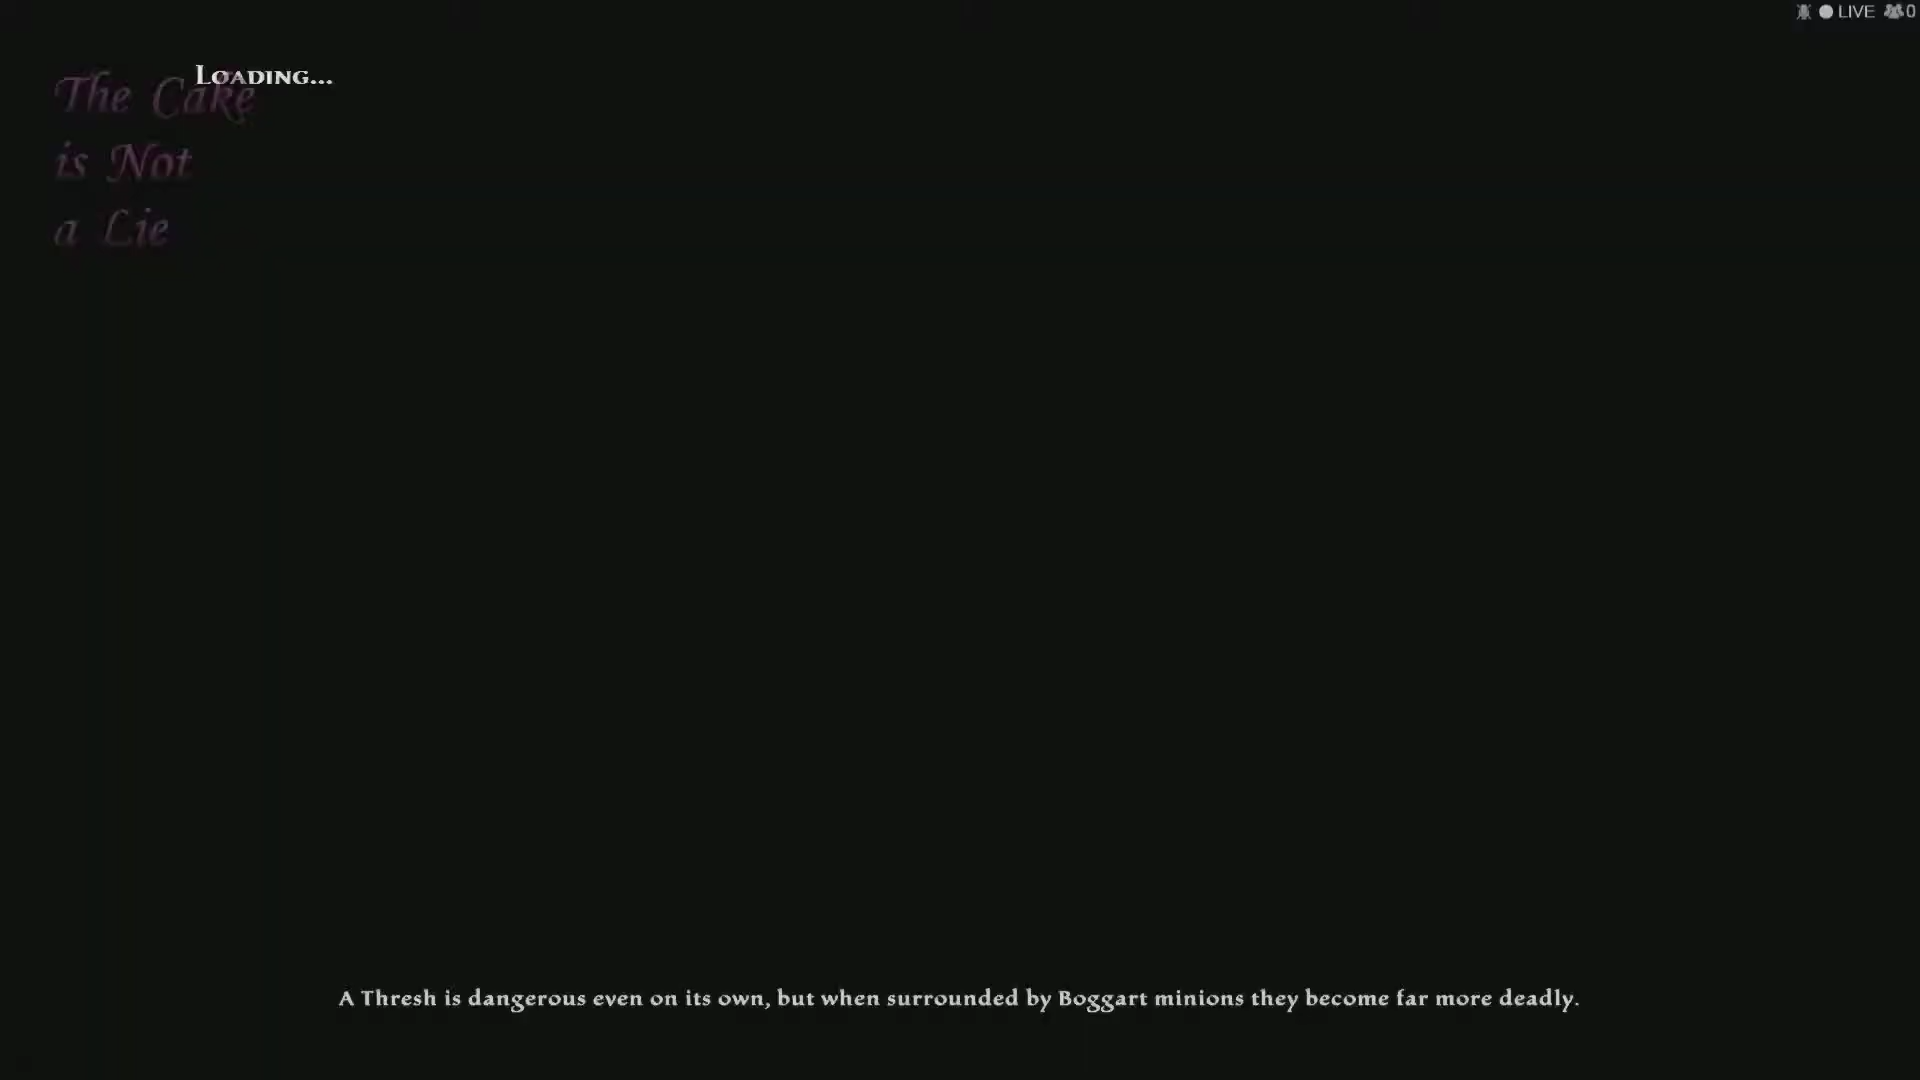 LIVE 0
Loading...
The Cake
is Not
a Lie
A Thresh is dangerous even on its own, but when surrounded by Boggart minions they become far more deadly.